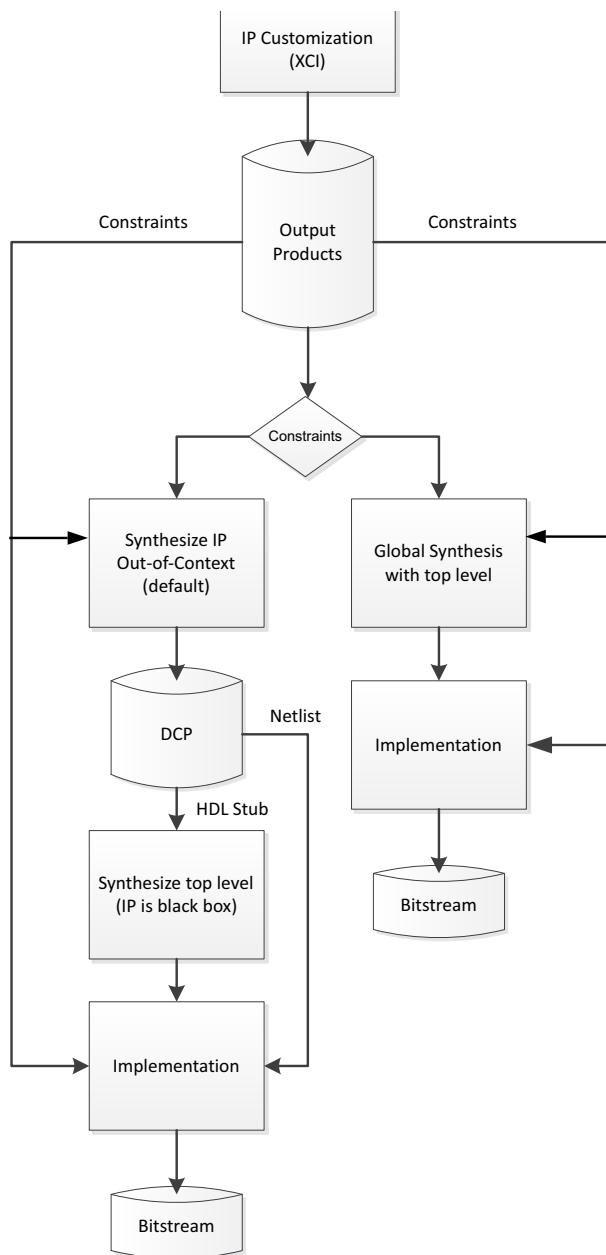 IP Customization
(XCI)
Constraints
Output
Products
Constraints
Constraints
Synthesize IP
Out-of-Context
(default)
Global Synthesis
with top level
DCP
Netlist
Implementation
HDL Stub
Synthesize top level
(IP is black box)
Bitstream
Implementation
Bitstream